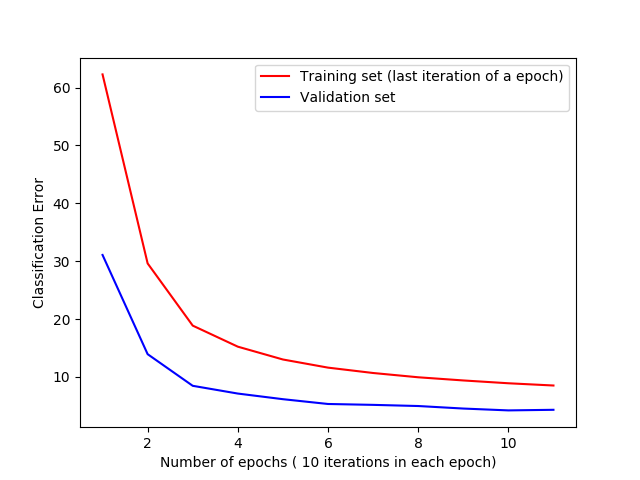 Training set (last iteration of a epoch)
Validation set
60
50
40
30
20
10
Classification Error
2 4 6 8 10
Number of epochs ( 10 iterations in each epoch)